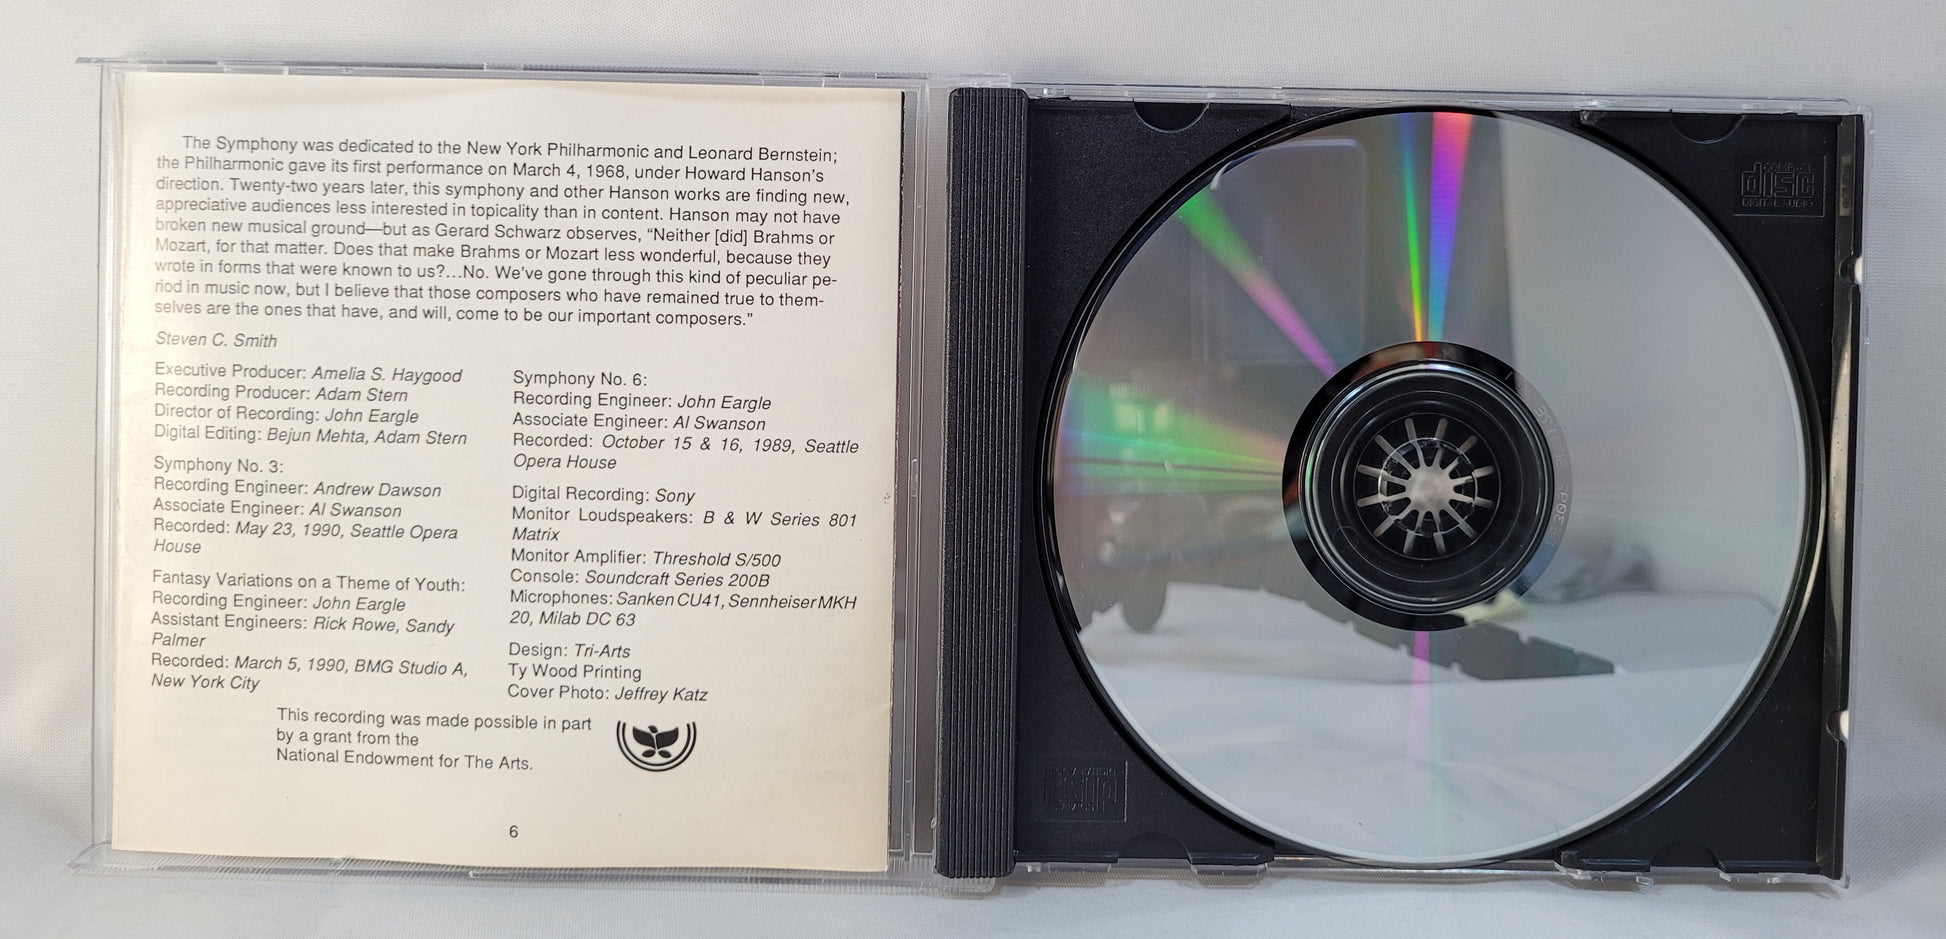 The Symphony was dedicated to the New York Philharmonic and Leonard Bernstein;
the Philharmonic gave its first performance on March 4, 1968, under Howard Hanson's
direction. Twenty-two years later, this symphony and other Hanson works are finding new,
appreciative audiences less interested in topicality than in content. Hanson may not have
broken new musical ground—but as Gerard Schwarz observes, “Neither [did] Brahms or
Mozart, for that matter. Does that make Brahms or Mozart less wonderful, because they
wrote in forms that were known to us?...No. We've gone through this kind of peculiar pe-
riod in music now, but I believe that those composers who have remained true to them-
selves are the ones that have, and will, come to be our important composers.”
Steven C. Smith
Executive Producer: Amelia S. Haygood
Recording Producer: Adam Stern
Director of Recording: John Eargle
Digital Editing: Bejun Mehta, Adam Stern
Symphony No. 3:
Recording Engineer: Andrew Dawson
Associate Engineer: Al Swanson
Recorded: May 23, 1990, Seattle Opera
House
Fantasy Variations on a Theme of Youth:
Recording Engineer: John Eargle
Assistant Engineers: Rick Rowe, Sandy
Palmer
Recorded: March 5, 1990, BMG Studio A,
New York City
Symphony No. 6:
Recording Engineer: John Eargle
Associate Engineer: Al Swanson
Recorded: October 15 & 16, 1989, Seattle
Opera House
Digital Recording: Sony
Monitor Loudspeakers: B & W Series 801
Matrix
Monitor Amplifier: Threshold S/500
Console: Soundcraft Series 200B
Microphones: Sanken CU41, Sennheiser MKH
20, Milab DC 63
Design: Tri-Arts
Ty Wood Printing
Cover Photo: Jeffrey Katz
This recording was made possible in part
by a grant from the
National Endowment for The Arts.
6
COMPACT
disc
DIGITAL AUDIO